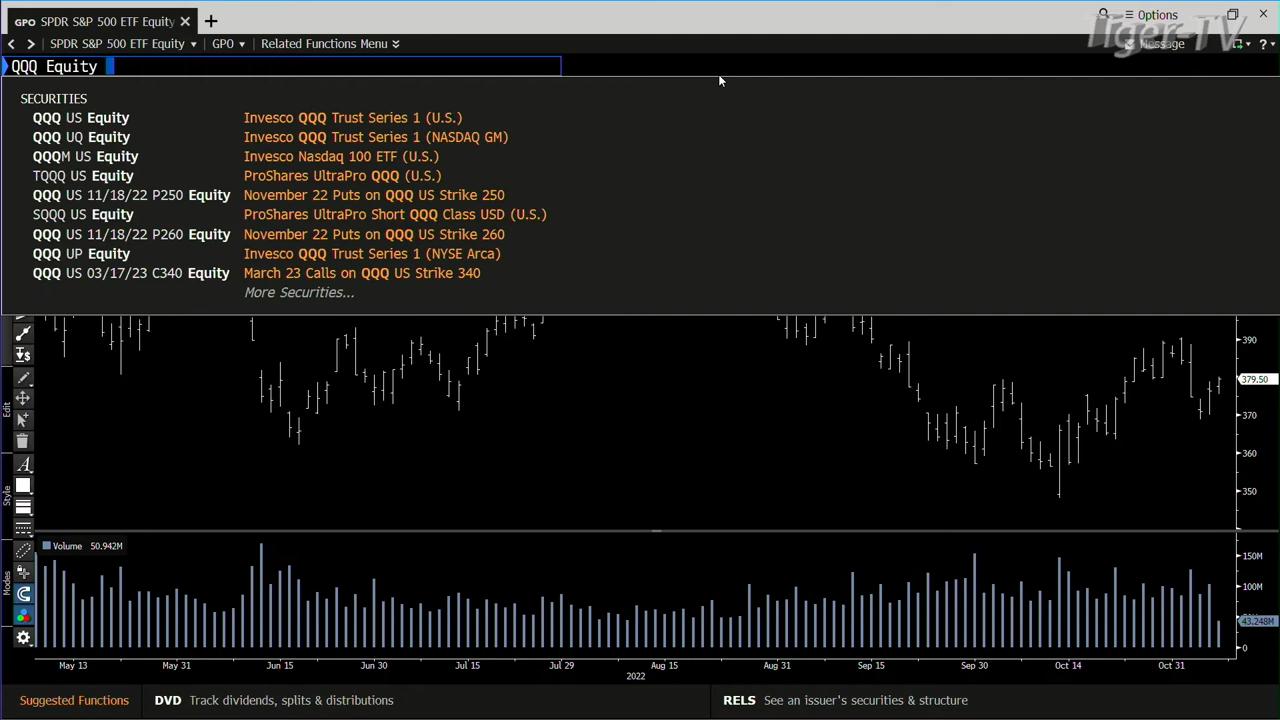 GPO SPDR S&P 500 ETF Equity
Options
SPDR S&P 500 ETF Equity
GPO
Related Functions Menu
Message
?
Tiger-TV
QQQ Equity
SECURITIES
QQQ US Equity Invesco QQQ Trust Series 1 (U.S.)
QQQ UQ Equity Invesco QQQ Trust Series 1 (NASDAQ GM)
QQQM US Equity Invesco Nasdaq 100 ETF (U.S.)
TQQQ US Equity ProShares UltraPro QQQ (U.S.)
QQQ US 11/18/22 P250 Equity November 22 Puts on QQQ US Strike 250
SQQQ US Equity ProShares UltraPro Short QQQ Class USD (U.S.)
QQQ US 11/18/22 P260 Equity November 22 Puts on QQQ US Strike 260
QQQ UP Equity Invesco QQQ Trust Series 1 (NYSE Arca)
QQQ US 03/17/23 C340 Equity March 23 Calls on QQQ US Strike 340
More Securities...
390
379.50
370
360
350
Edit
Style
Modes
A
Volume 50.942M
150M
100M
43.248M
0
May 13
May 31
Jun 15
Jun 30
Jul 15
Jul 29
Aug 15
Aug 31
Sep 15
Sep 30
Oct 14
Oct 31
2022
Suggested Functions
DVD Track dividends, splits & distributions
RELS See an issuer's securities & structure